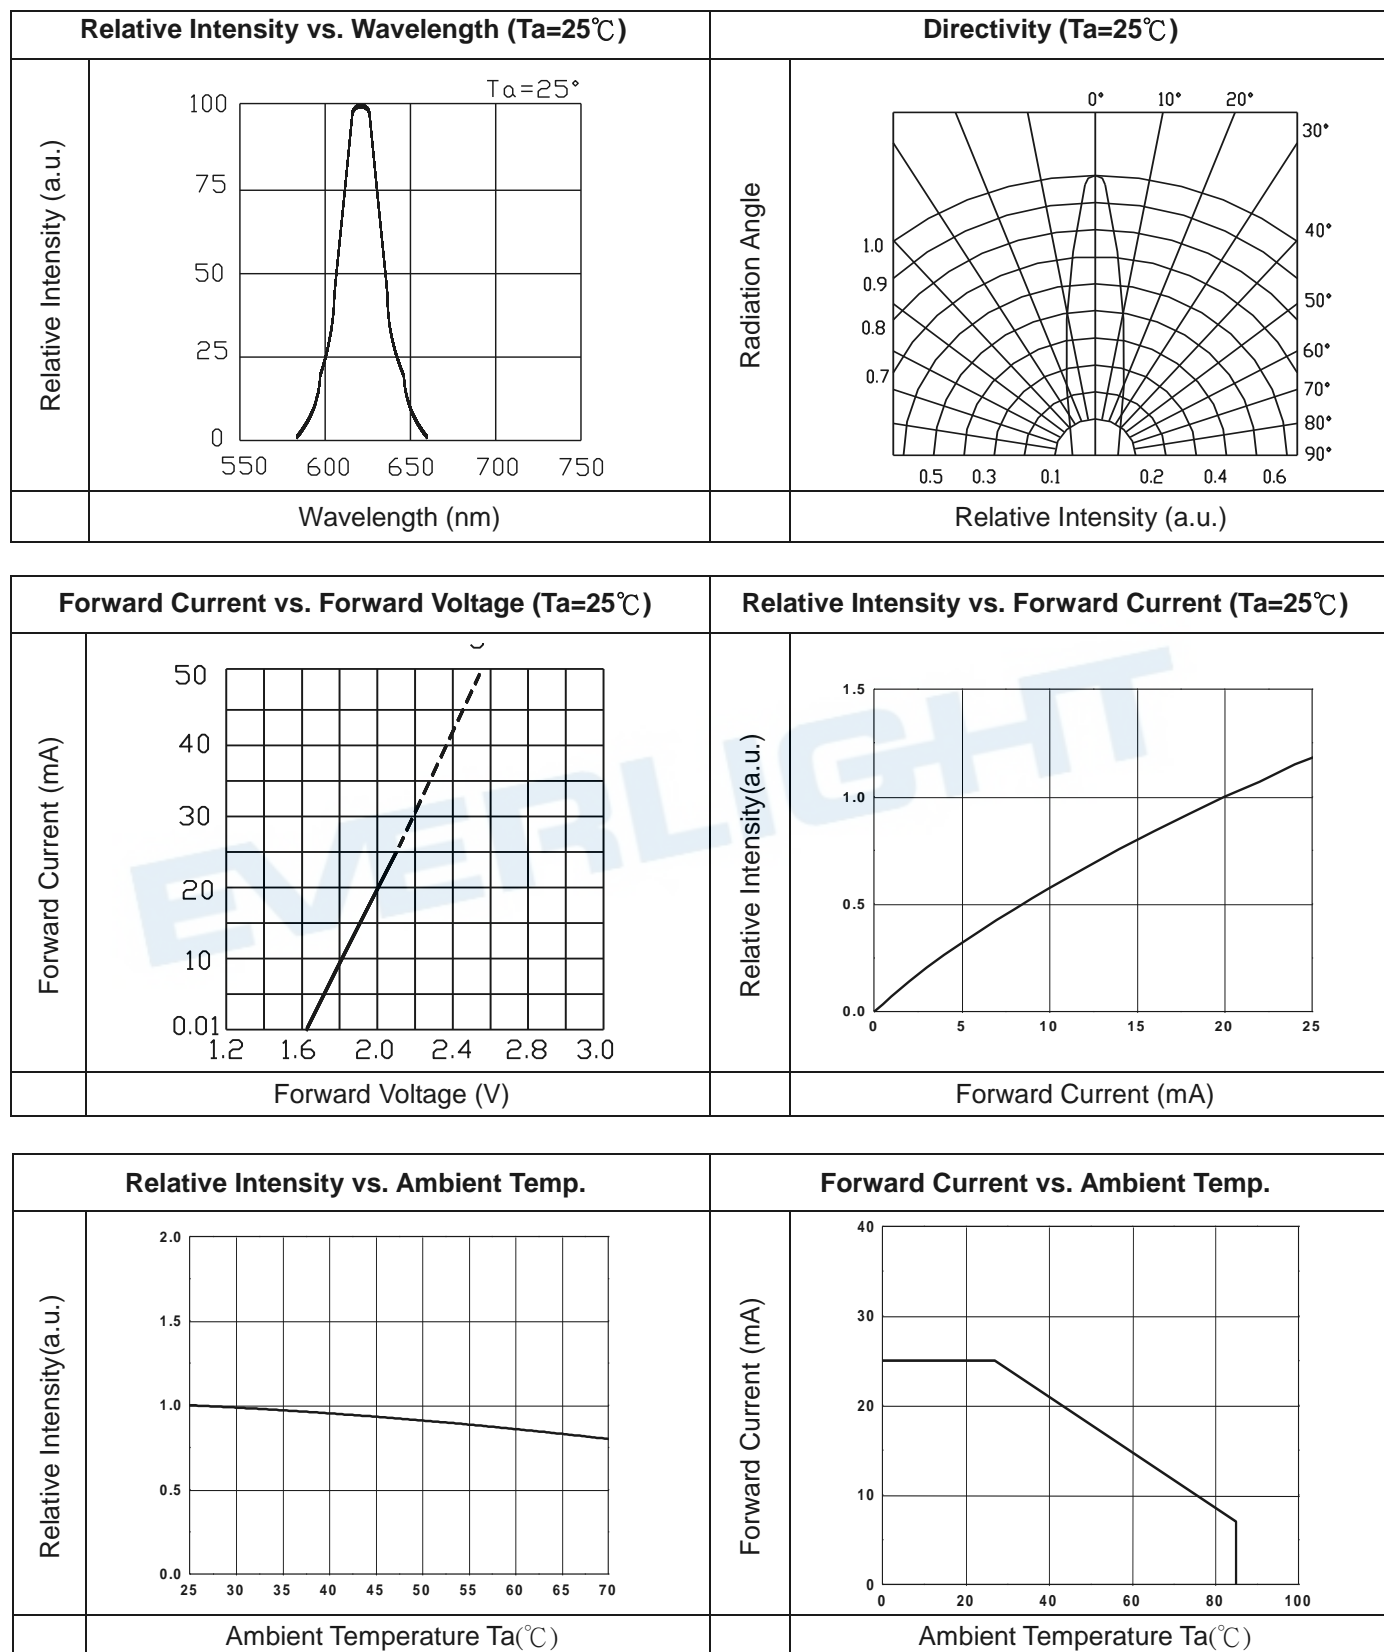 Relative Intensity vs. Wavelength (Ta=25℃)
Directivity (Ta=25℃)
Relative Intensity (a.u.)
Ta=25°
100
75
50
25
0
550 600 650 700 750
Wavelength (nm)
Radiation Angle
0° 10° 20°
30°
40°
50°
60°
70°
80°
90°
1.0
0.9
0.8
0.7
0.5 0.3 0.1 0.2 0.4 0.6
Relative Intensity (a.u.)
Forward Current vs. Forward Voltage (Ta=25℃)
Relative Intensity vs. Forward Current (Ta=25℃)
Forward Current (mA)
50
40
30
20
10
0.01
1.2 1.6 2.0 2.4 2.8 3.0
Forward Voltage (V)
Relative Intensity(a.u.)
1.5
1.0
0.5
0.0
0 5 10 15 20 25
Forward Current (mA)
EVERLIGHT
Relative Intensity vs. Ambient Temp.
Forward Current vs. Ambient Temp.
Relative Intensity(a.u.)
2.0
1.5
1.0
0.5
0.0
25 30 35 40 45 50 55 60 65 70
Ambient Temperature Ta(℃)
Forward Current (mA)
40
30
20
10
0
0 20 40 60 80 100
Ambient Temperature Ta(℃)